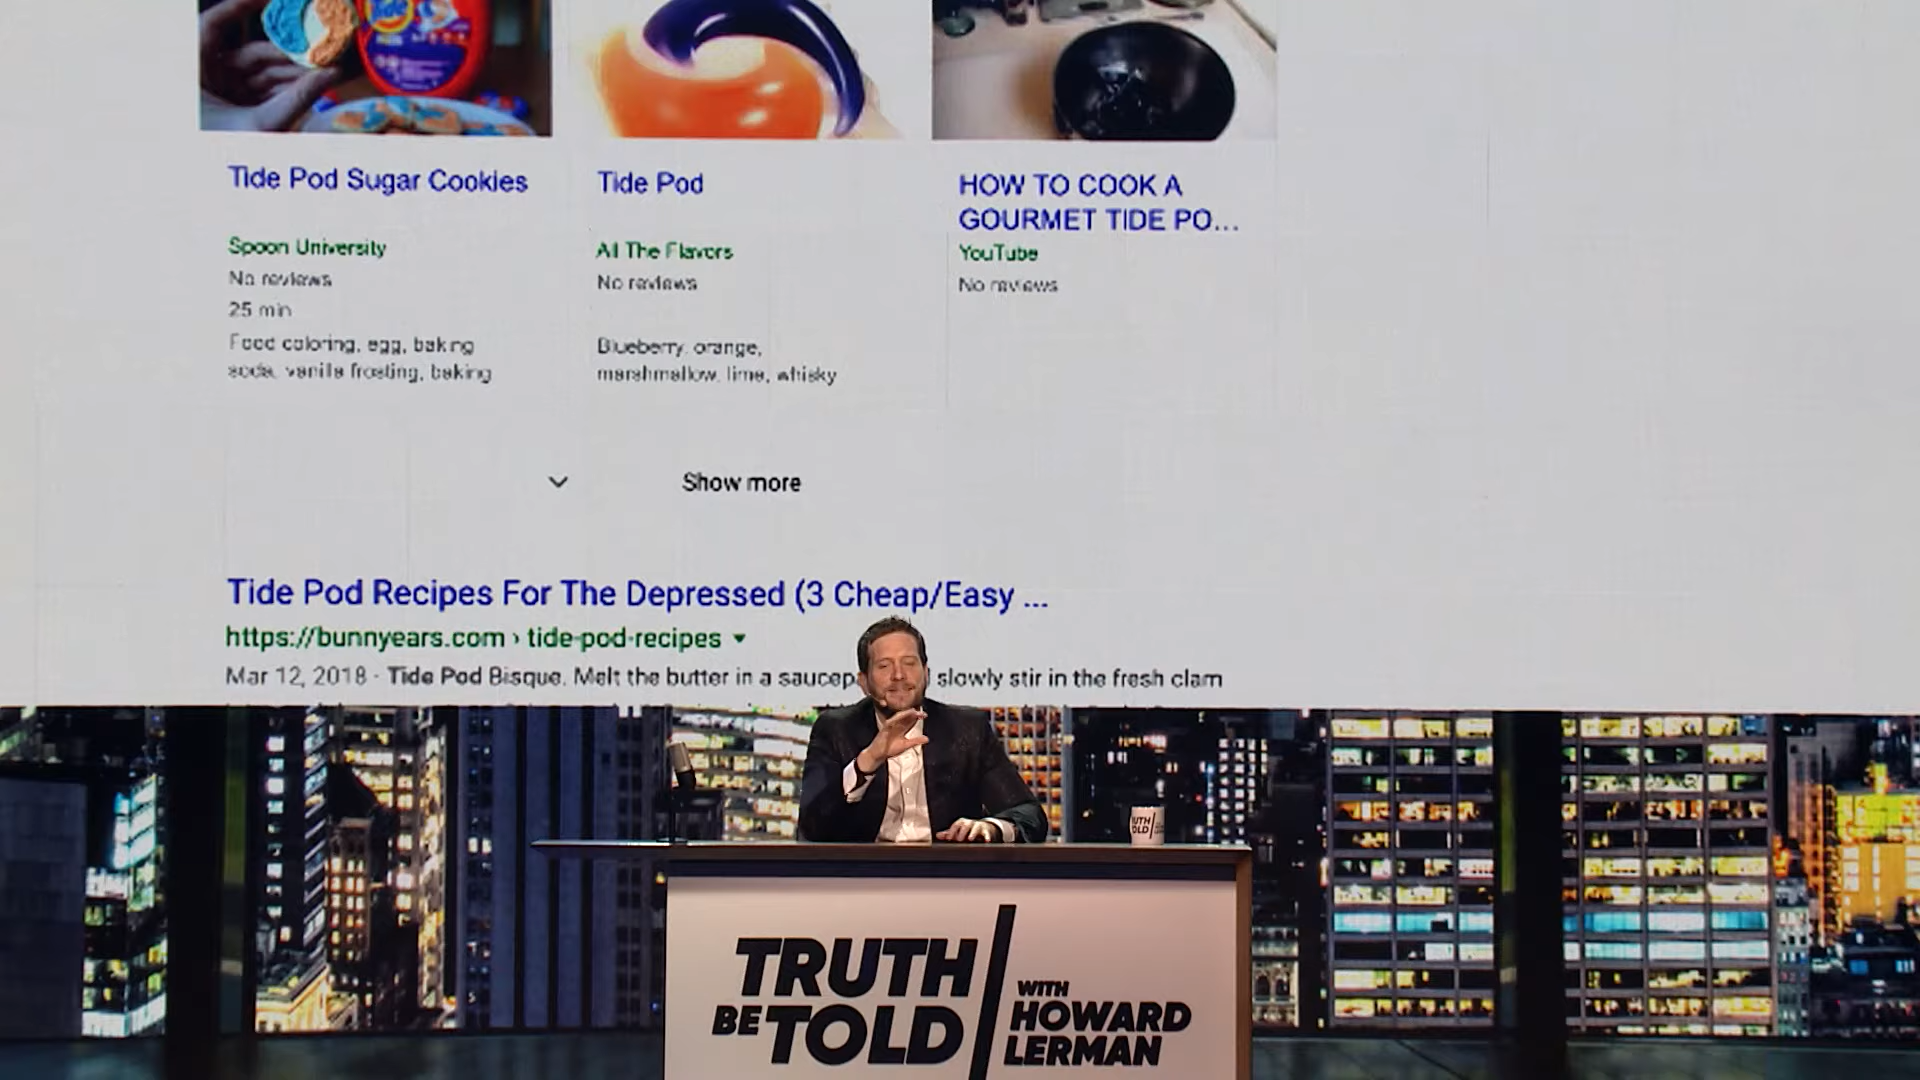 Tide
Tide Pod Sugar Cookies
Spoon University
No reviews
25 min
Food coloring, egg, baking
soda, vanilla frosting, baking
Tide Pod
All The Flavors
No reviews
Blueberry, orange,
marshmallow, lime, whisky
HOW TO COOK A
GOURMET TIDE PO...
YouTube
No reviews
Show more
Tide Pod Recipes For The Depressed (3 Cheap/Easy ...
https://bunnyears.com › tide-pod-recipes
Mar 12, 2018 · Tide Pod Bisque. Melt the butter in a saucep slowly stir in the fresh clam
UTH
OLD
TRUTH
BE TOLD
WITH
HOWARD
LERMAN